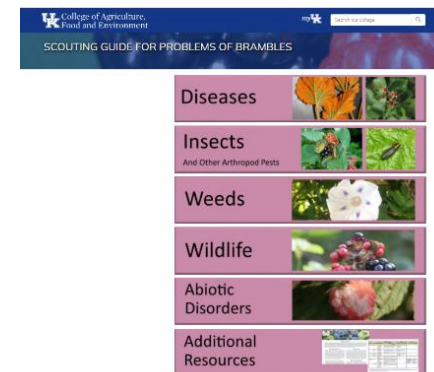 UK College of Agriculture,
Food and Environment
myUK
Search our college
SCOUTING GUIDE FOR PROBLEMS OF BRAMBLES
Diseases
Insects
And Other Arthropod Pests
Weeds
Wildlife
Abiotic
Disorders
Additional
Resources